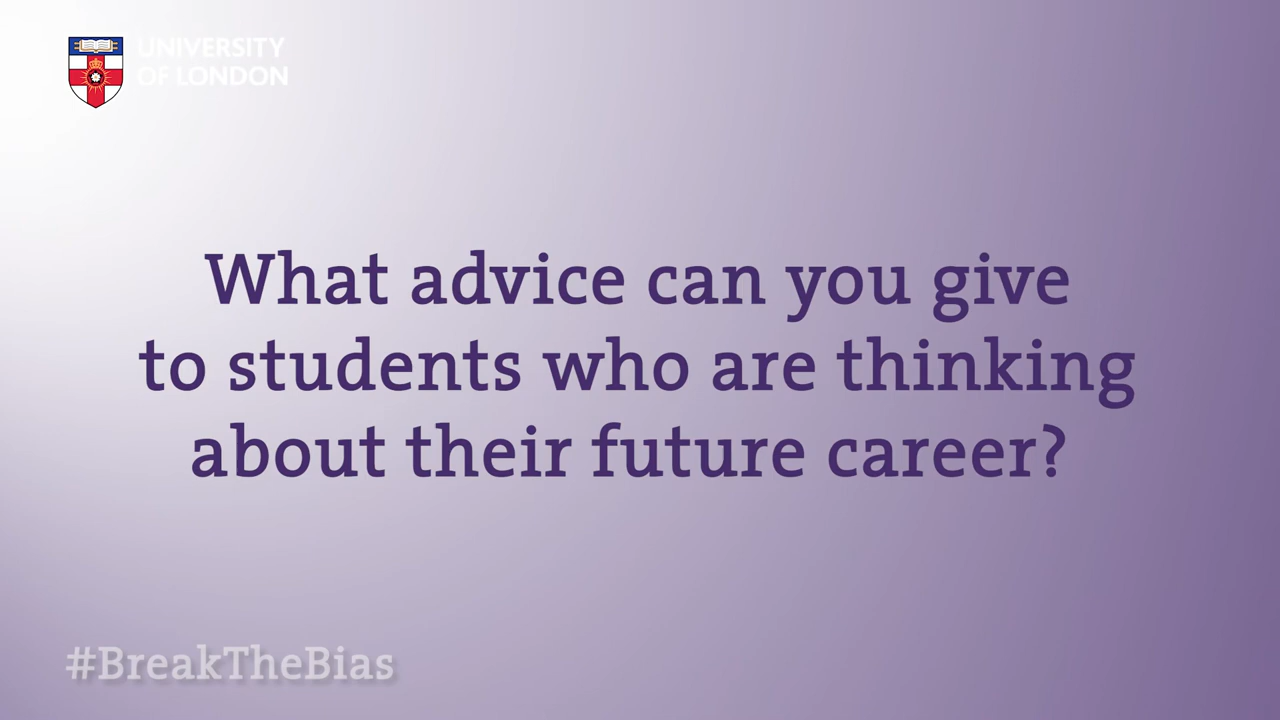 UNIVERSITY
OF LONDON
What advice can you give
to students who are thinking
about their future career?
#BreakTheBias